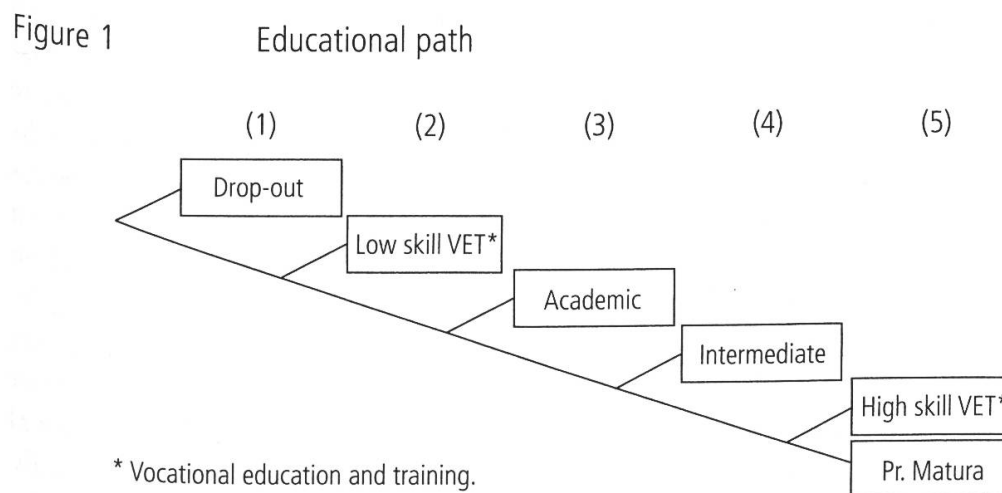 Figure 1 Educational path
(1) (2) (3) (4) (5)
Drop-out
Low skill VET*
Academic
Intermediate
High skill VET*
Pr. Matura
* Vocational education and training.